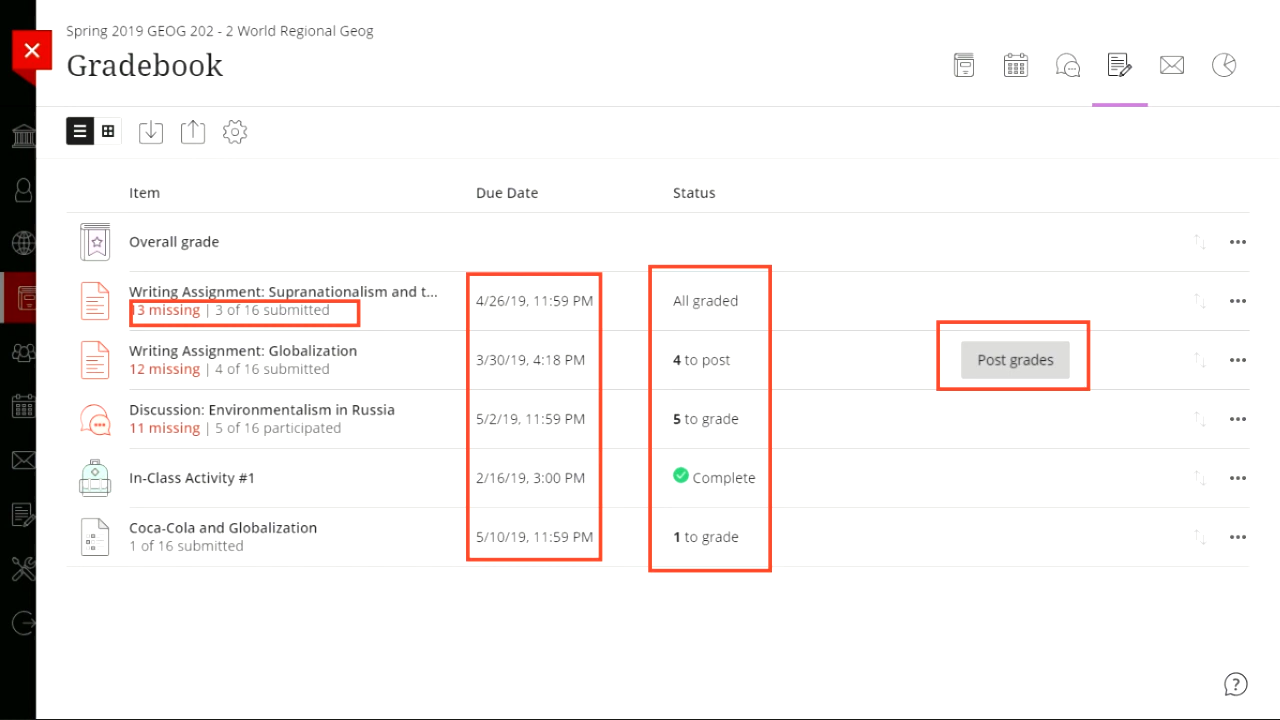 Spring 2019 GEOG 202 - 2 World Regional Geog
Gradebook
Item Due Date Status
Overall grade
Writing Assignment: Supranationalism and t...
13 missing | 3 of 16 submitted
4/26/19, 11:59 PM
All graded
Writing Assignment: Globalization
12 missing | 4 of 16 submitted
3/30/19, 4:18 PM
4 to post
Post grades
Discussion: Environmentalism in Russia
11 missing | 5 of 16 participated
5/2/19, 11:59 PM
5 to grade
In-Class Activity #1
2/16/19, 3:00 PM
Complete
Coca-Cola and Globalization
1 of 16 submitted
5/10/19, 11:59 PM
1 to grade